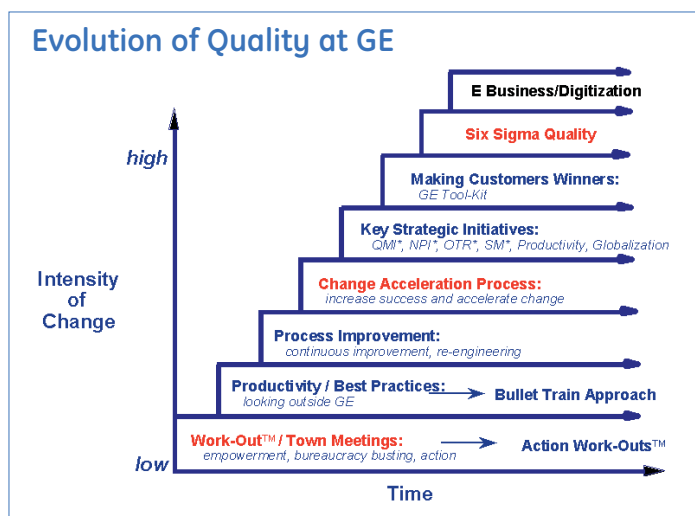 Evolution of Quality at GE
E Business/Digitization
Six Sigma Quality
high
Making Customers Winners:
GE Tool-Kit
Key Strategic Initiatives:
QMI*, NPI*, OTR*, SM*, Productivity, Globalization
Intensity
of
Change
Change Acceleration Process:
increase success and accelerate change
Process Improvement:
continuous improvement, re-engineering
Productivity / Best Practices:
looking outside GE
Bullet Train Approach
Work-Out™ / Town Meetings:
empowerment, bureaucracy busting, action
Action Work-Outs™
low
Time